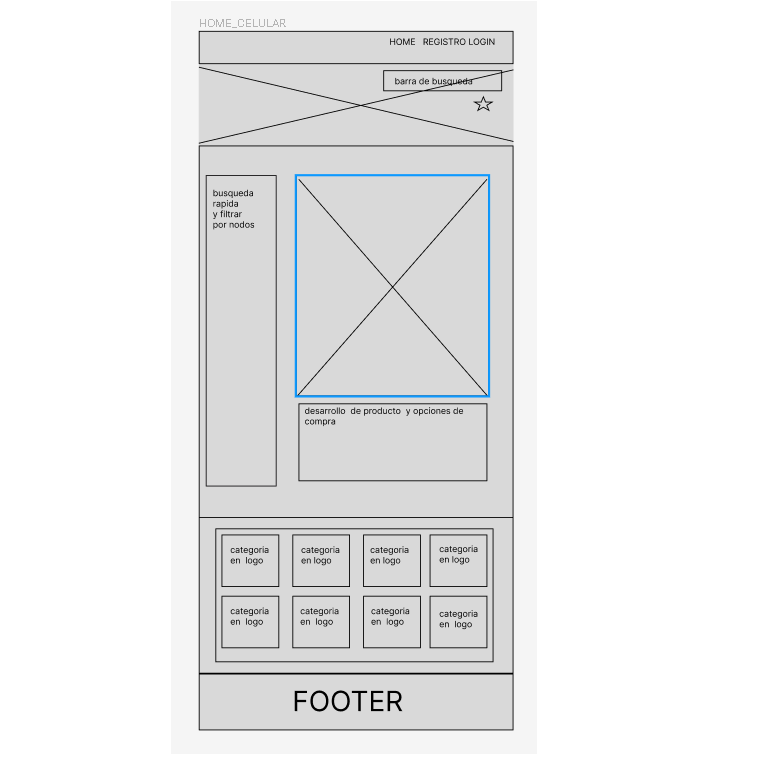 HOME_CELULAR
HOME REGISTRO LOGIN
barra de busqueda
busqueda
rapida
y filtrar
por nodos
desarrollo de producto y opciones de
compra
categoria
en logo
categoria
en logo
categoria
en logo
categoria
en logo
categoria
en logo
categoria
en logo
categoria
en logo
categoria
en logo
FOOTER